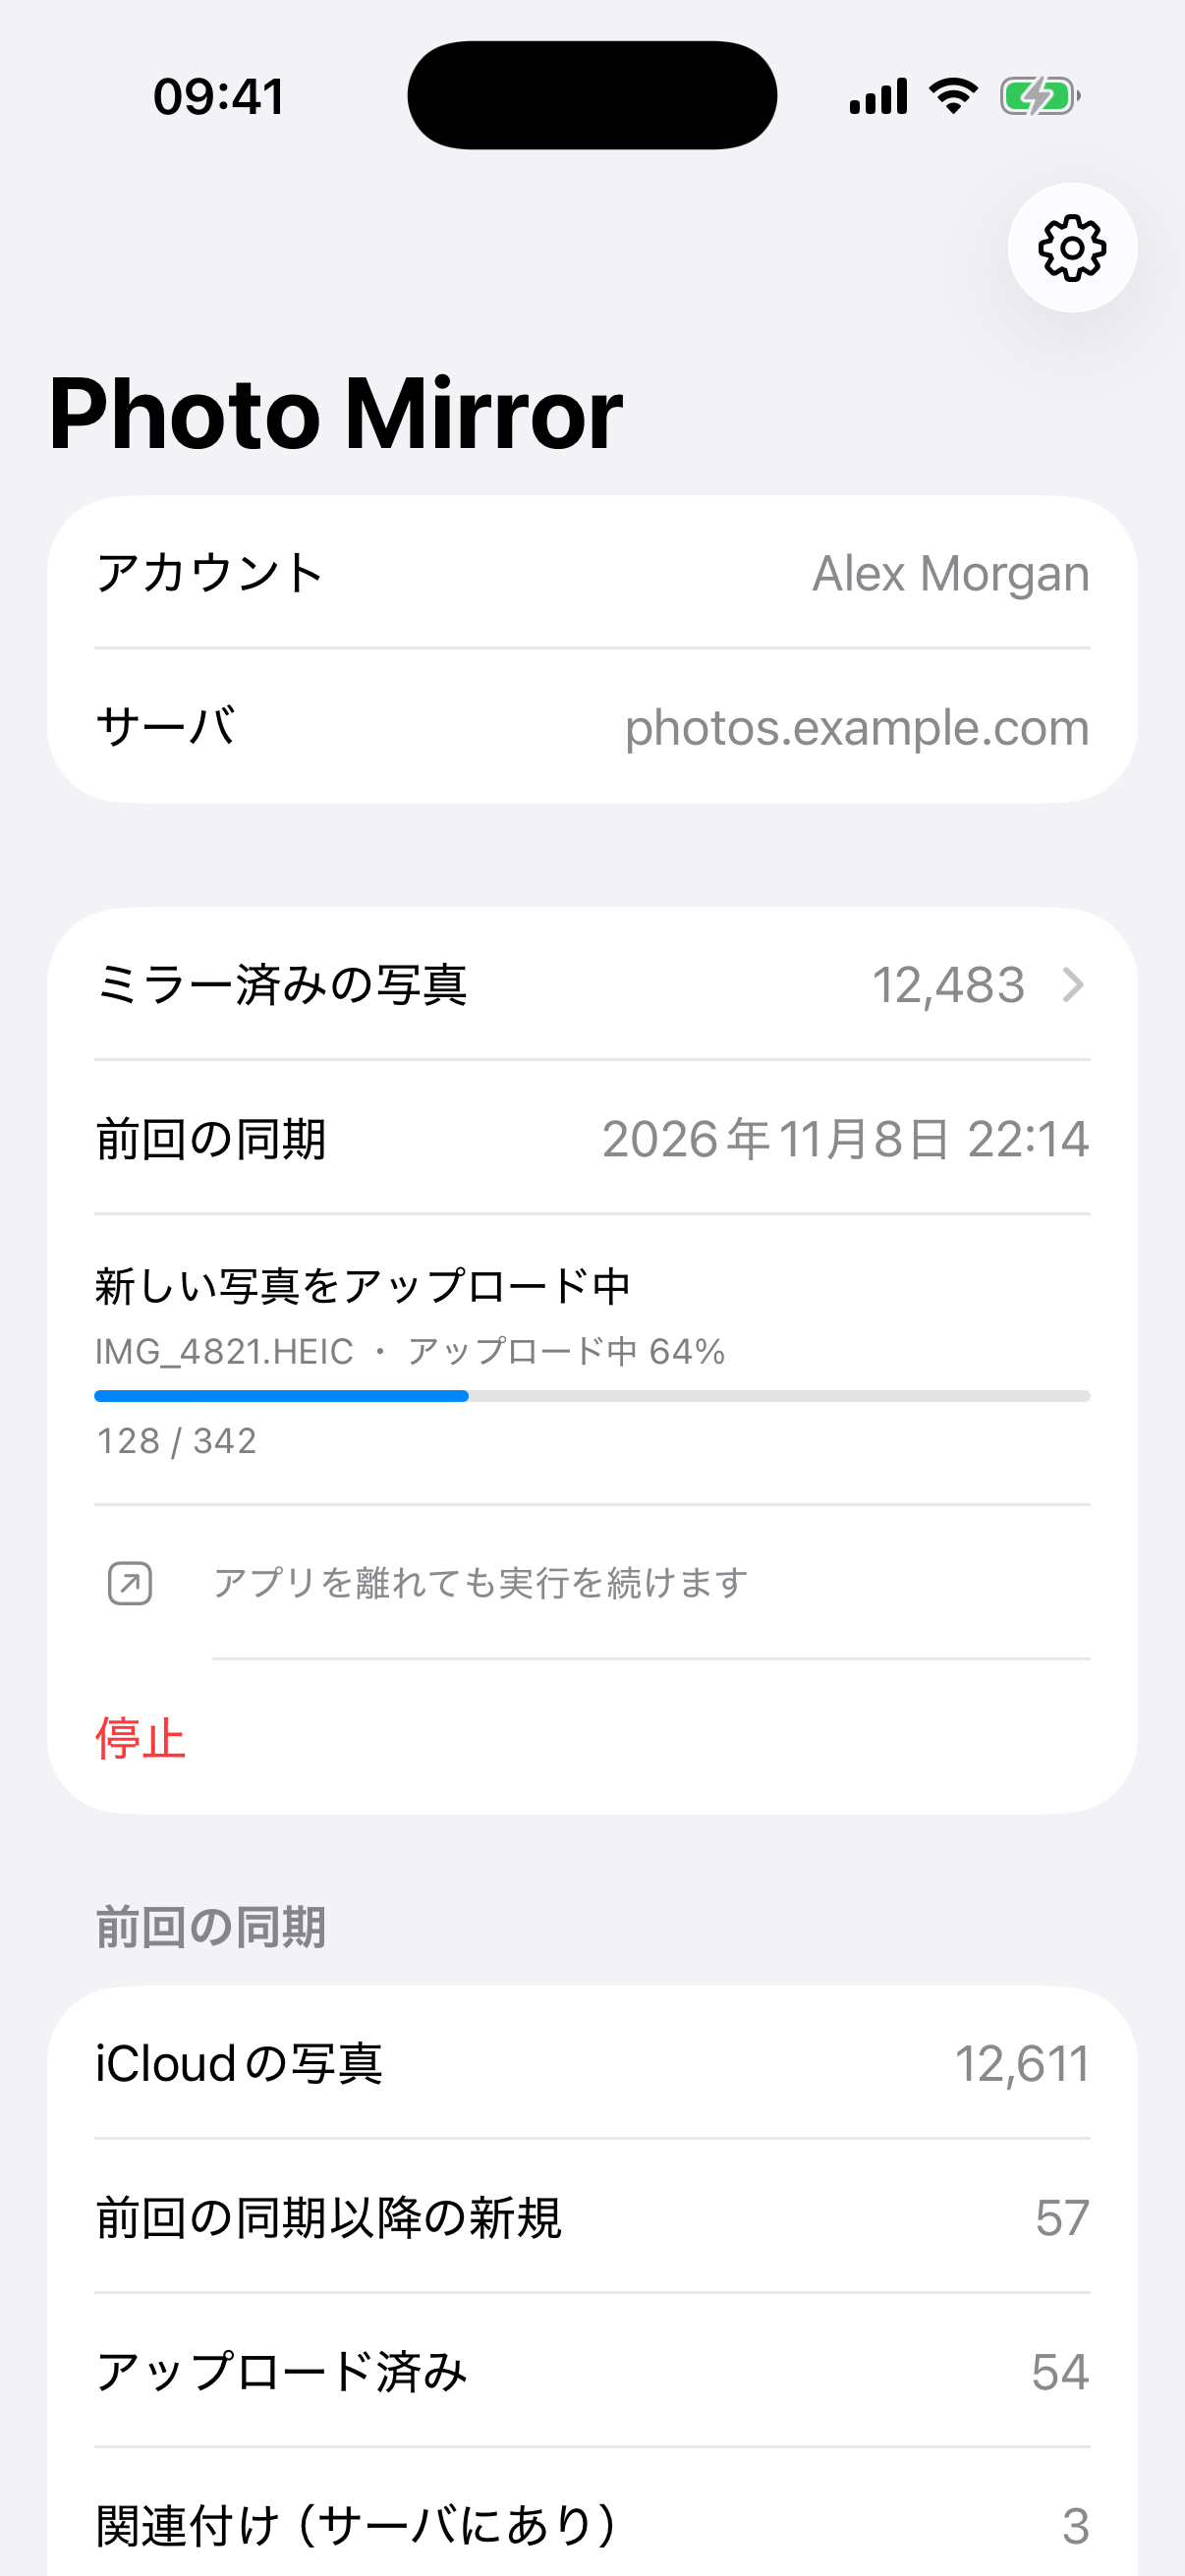 09:41
Photo Mirror
アカウント Alex Morgan
サーバ photos.example.com
ミラー済みの写真 12,483
前回の同期 2026年11月8日 22:14
新しい写真をアップロード中
IMG_4821.HEIC ・ アップロード中 64%
128 / 342
アプリを離れても実行を続けます
停止
前回の同期
iCloudの写真 12,611
前回の同期以降の新規 57
アップロード済み 54
関連付け（サーバにあり） 3